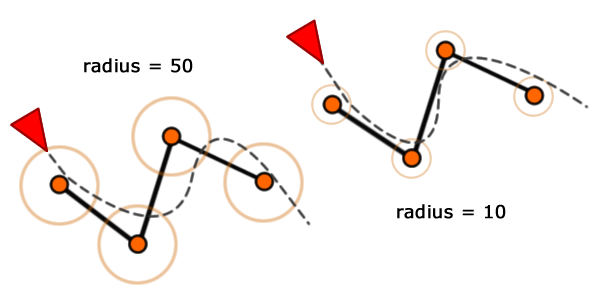 radius = 50
radius = 10